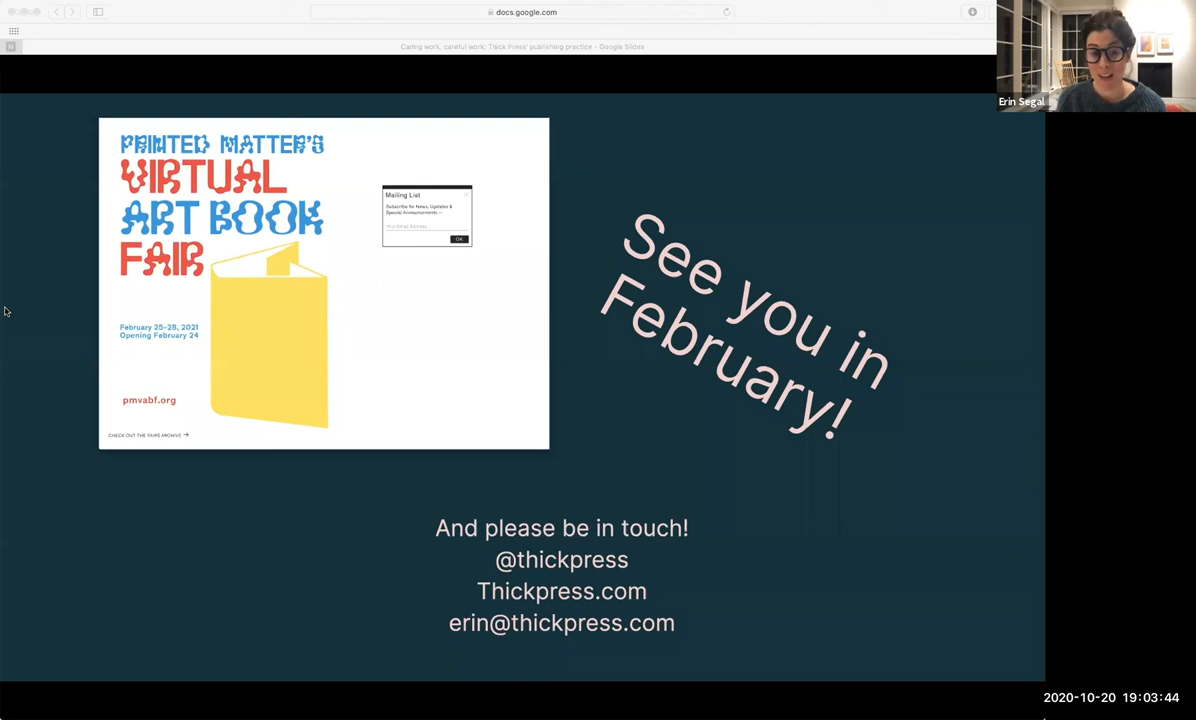 docs.google.com
Caring work, careful work: Thick Press' publishing practice - Google Slides
Erin Segal
PRINTED MATTER'S
VIRTUAL
ART BOOK
FAIR
Mailing List
Subscribe for News, Updates &
Special Announcements —
Your Email Address...
OK
February 25-28, 2021
Opening February 24
pmvabf.org
CHECK OUT THE FAIRS ARCHIVE →
See you in
February!
And please be in touch!
@thickpress
Thickpress.com
erin@thickpress.com
2020-10-20 19:03:44